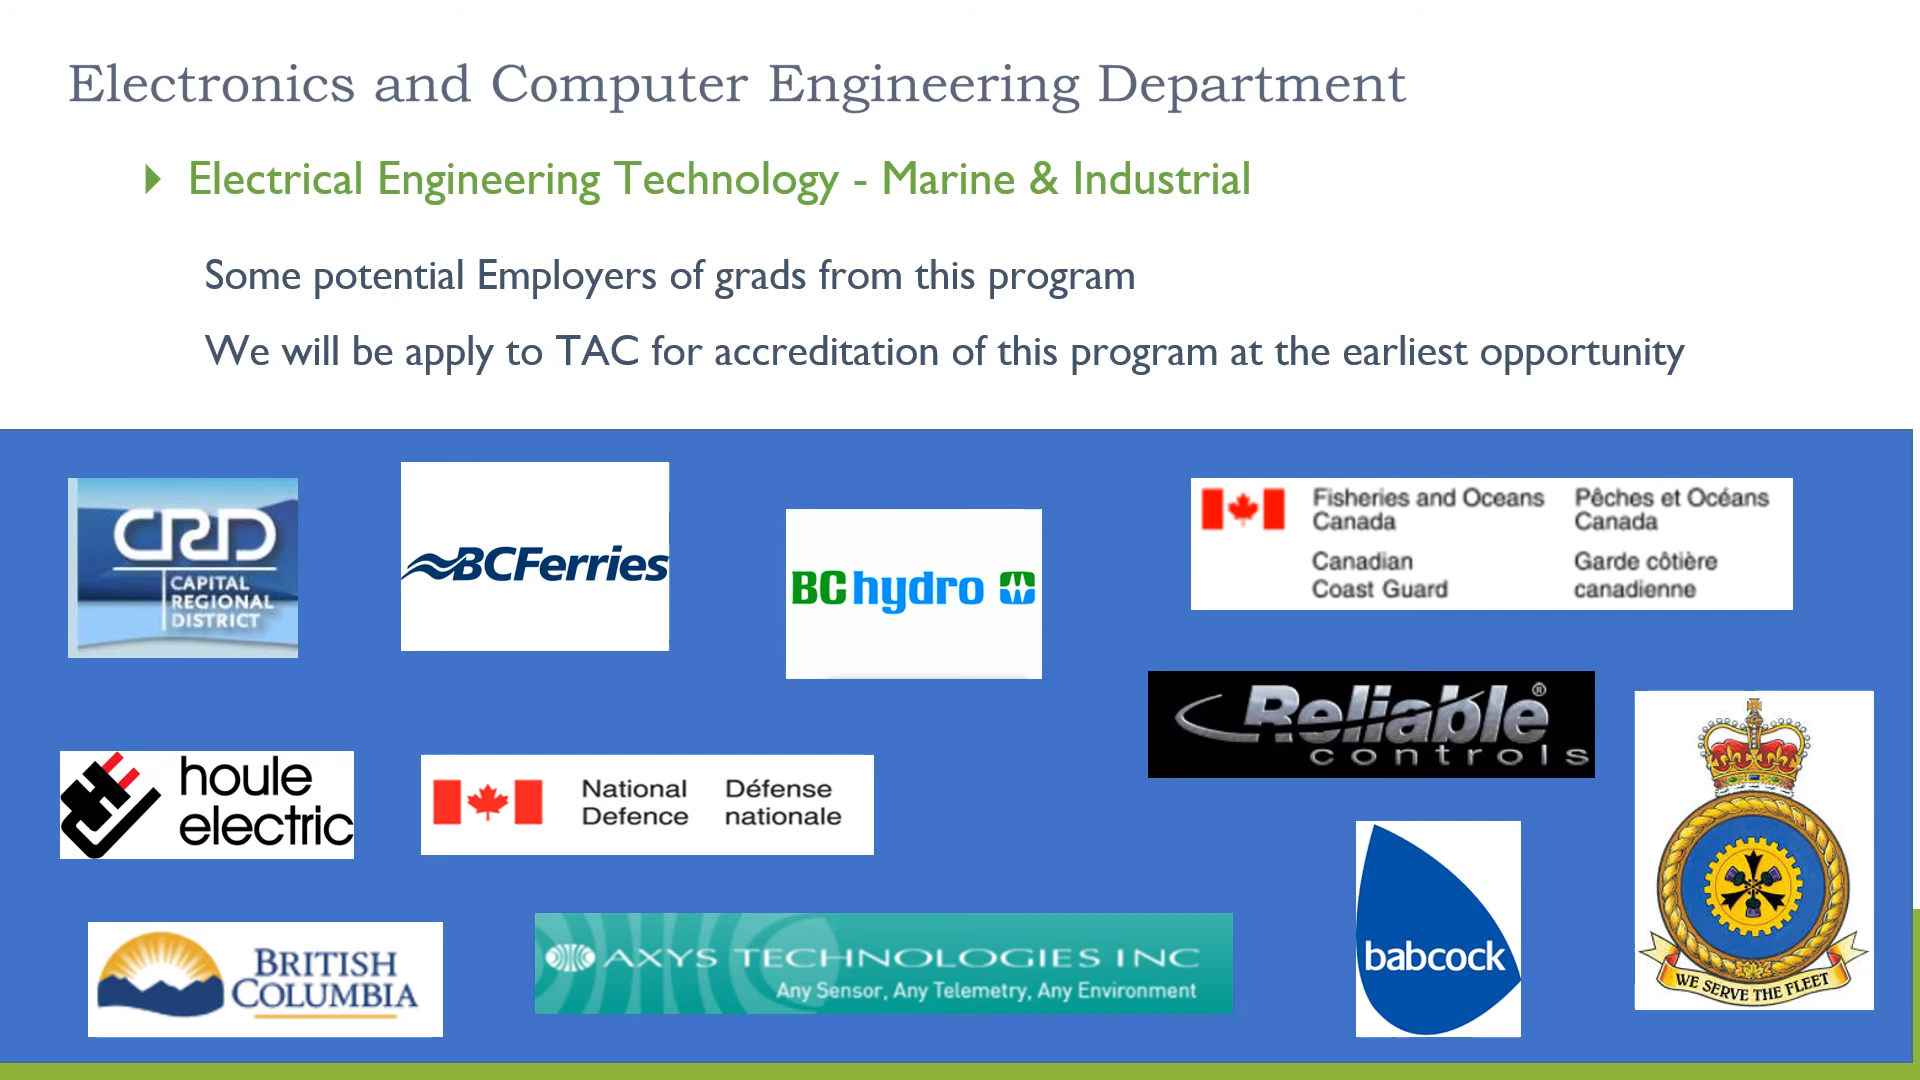 Electronics and Computer Engineering Department
Electrical Engineering Technology - Marine & Industrial
Some potential Employers of grads from this program
We will be apply to TAC for accreditation of this program at the earliest opportunity
CRD
CAPITAL
REGIONAL
DISTRICT
BCFerries
BC hydro
Fisheries and Oceans
Canada
Pêches et Océans
Canada
Canadian
Coast Guard
Garde côtière
canadienne
Reliable®
controls
houle
electric
National
Defence
Défense
nationale
babcock
WE SERVE THE FLEET
BRITISH
COLUMBIA
AXYS TECHNOLOGIES INC
Any Sensor, Any Telemetry, Any Environment